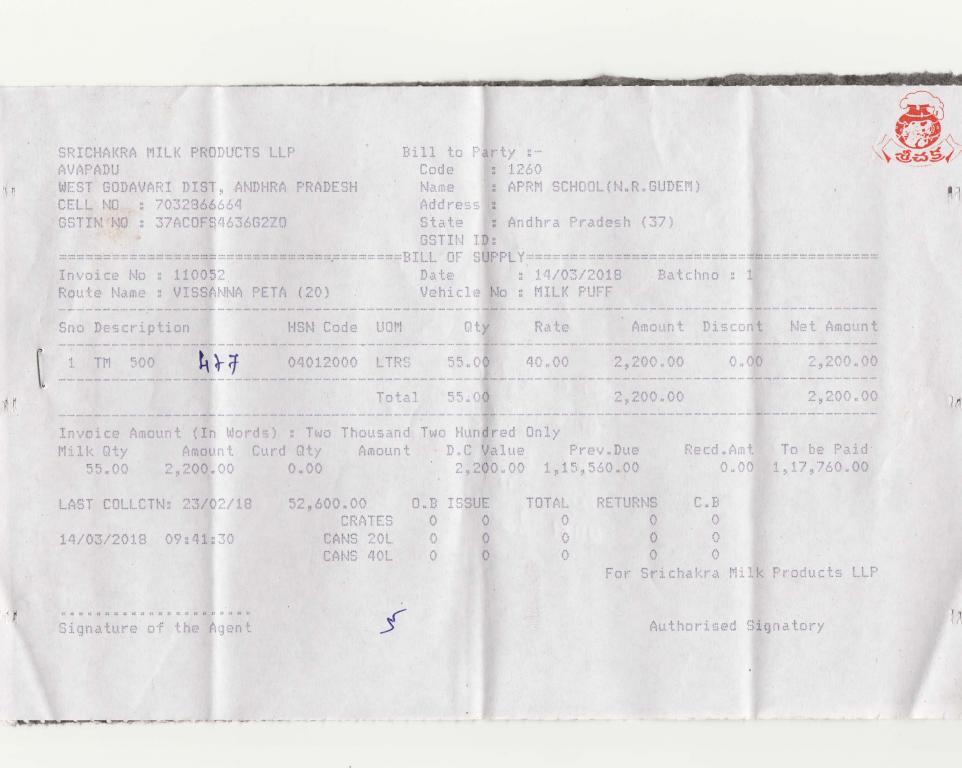 శ్రీచక్ర
SRICHAKRA MILK PRODUCTS LLP Bill to Party :-
AVAPADU Code : 1260
WEST GODAVARI DIST, ANDHRA PRADESH Name : APRM SCHOOL(N.R.GUDEM)
CELL NO : 7032866664 Address :
GSTIN NO : 37ACOFS4636G2ZQ State : Andhra Pradesh (37)
GSTIN ID:
BILL OF SUPPLY
Invoice No : 110052 Date : 14/03/2018 Batchno : 1
Route Name : VISSANNA PETA (20) Vehicle No : MILK PUFF
Sno Description HSN Code UOM Qty Rate Amount Discont Net Amount
1 TM 500 04012000 LTRS 55.00 40.00 2,200.00 0.00 2,200.00
Total 55.00 2,200.00 2,200.00
Invoice Amount (In Words) : Two Thousand Two Hundred Only
Milk Qty Amount Curd Qty Amount D.C Value Prev.Due Recd.Amt To be Paid
55.00 2,200.00 0.00 2,200.00 1,15,560.00 0.00 1,17,760.00
LAST COLLCTN: 23/02/18 52,600.00 O.B ISSUE TOTAL RETURNS C.B
CRATES 0 0 0 0 0
14/03/2018 09:41:30 CANS 20L 0 0 0 0 0
CANS 40L 0 0 0 0 0
For Srichakra Milk Products LLP
Signature of the Agent Authorised Signatory